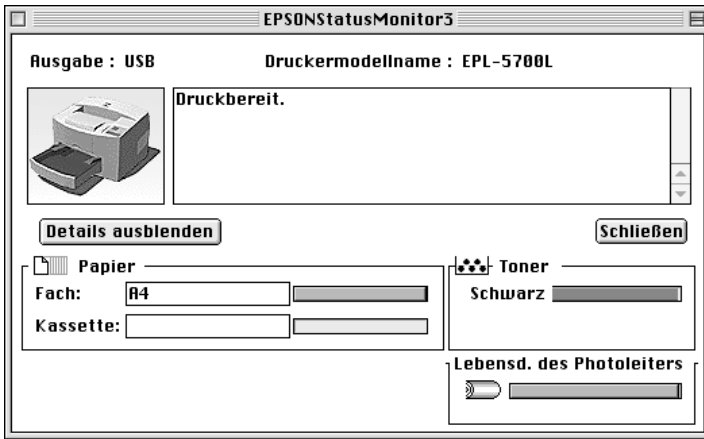 EPSONStatusMonitor3
Ausgabe : USB
Druckermodellname : EPL-5700L
Druckbereit.
Details ausblenden
Schließen
Papier
Fach:
A4
Kassette:
Toner
Schwarz
Lebensd. des Photoleiters